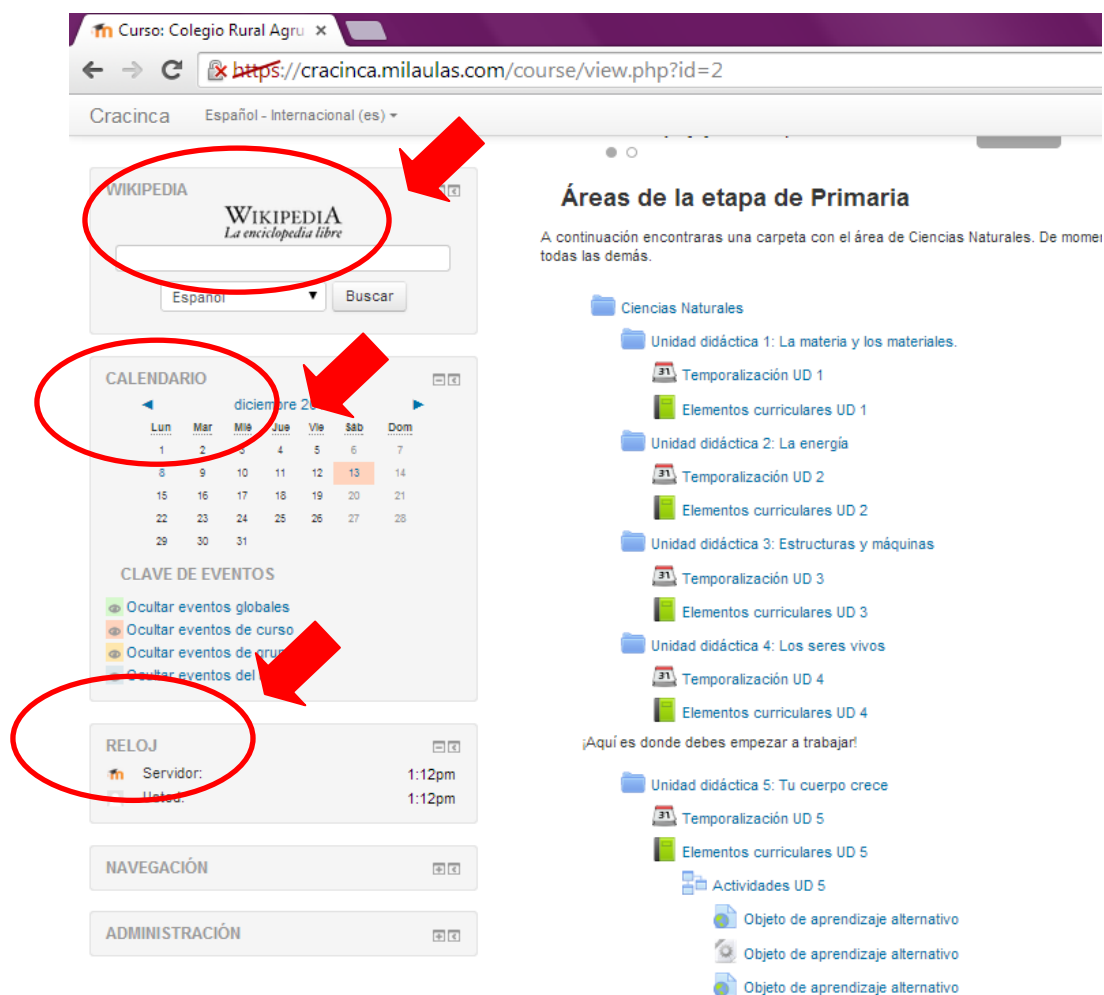 Curso: Colegio Rural Agru
https://cracinca.milaulas.com/course/view.php?id=2
Cracinca Español - Internacional (es)
WIKIPEDIA
WIKIPEDIA
La enciclopedia libre
Español Buscar
CALENDARIO
diciembre
Lun Mar Mié Jue Vie Sáb Dom
1 2 3 4 5 6 7
8 9 10 11 12 13 14
15 16 17 18 19 20 21
22 23 24 25 26 27 28
29 30 31
CLAVE DE EVENTOS
Ocultar eventos globales
Ocultar eventos de curso
Ocultar eventos de
Ocultar eventos del
RELOJ
Servidor: 1:12pm
Usted: 1:12pm
NAVEGACIÓN
ADMINISTRACIÓN
Áreas de la etapa de Primaria
A continuación encontraras una carpeta con el área de Ciencias Naturales. De momen
todas las demás.
Ciencias Naturales
Unidad didáctica 1: La materia y los materiales.
31 Temporalización UD 1
Elementos curriculares UD 1
Unidad didáctica 2: La energía
31 Temporalización UD 2
Elementos curriculares UD 2
Unidad didáctica 3: Estructuras y máquinas
31 Temporalización UD 3
Elementos curriculares UD 3
Unidad didáctica 4: Los seres vivos
31 Temporalización UD 4
Elementos curriculares UD 4
¡Aquí es donde debes empezar a trabajar!
Unidad didáctica 5: Tu cuerpo crece
31 Temporalización UD 5
Elementos curriculares UD 5
Actividades UD 5
Objeto de aprendizaje alternativo
Objeto de aprendizaje alternativo
Objeto de aprendizaje alternativo